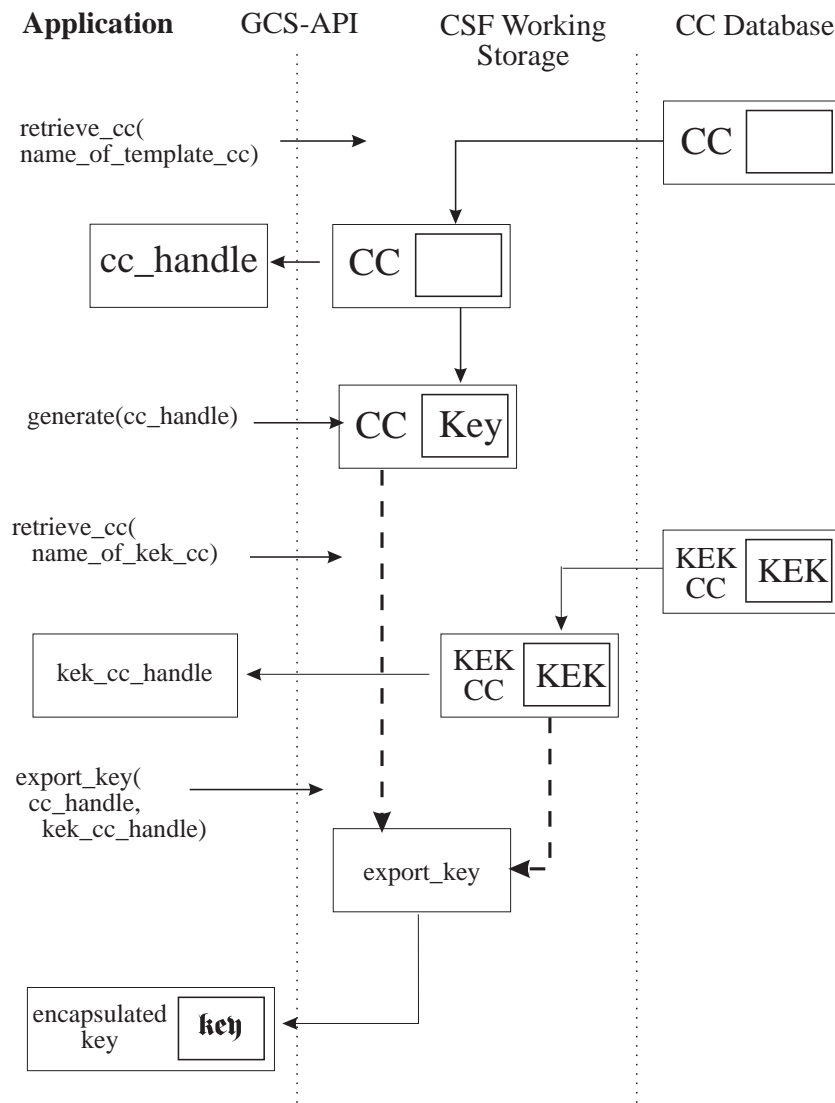 Application
GCS-API
CSF Working
Storage
CC Database
retrieve_cc(
name_of_template_cc)
CC
cc_handle
CC
generate(cc_handle)
CC
Key
retrieve_cc(
name_of_kek_cc)
KEK
CC
KEK
kek_cc_handle
KEK
CC
KEK
export_key(
cc_handle,
kek_cc_handle)
export_key
encapsulated
key
key